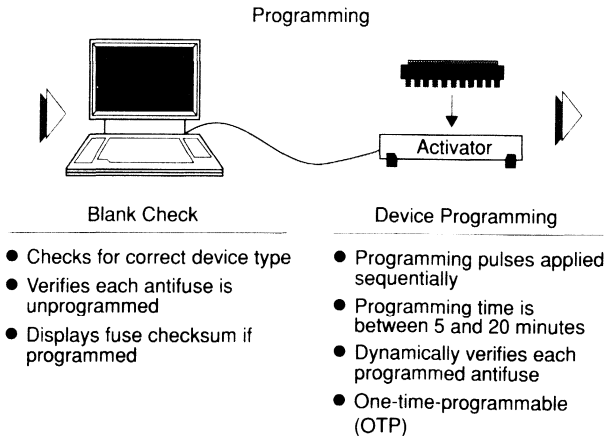 Programming
Activator
Blank Check
● Checks for correct device type
● Verifies each antifuse is
unprogrammed
● Displays fuse checksum if
programmed
Device Programming
● Programming pulses applied
sequentially
● Programming time is
between 5 and 20 minutes
● Dynamically verifies each
programmed antifuse
● One-time-programmable
(OTP)